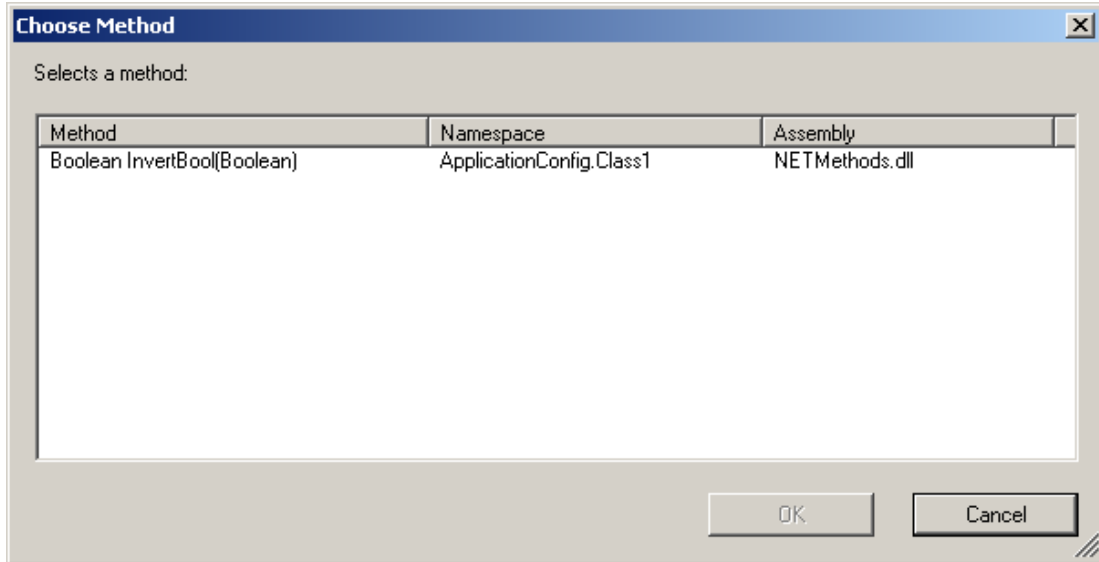 Choose Method
Selects a method:
Method Namespace Assembly
Boolean InvertBool(Boolean) ApplicationConfig.Class1 NETMethods.dll
OK Cancel